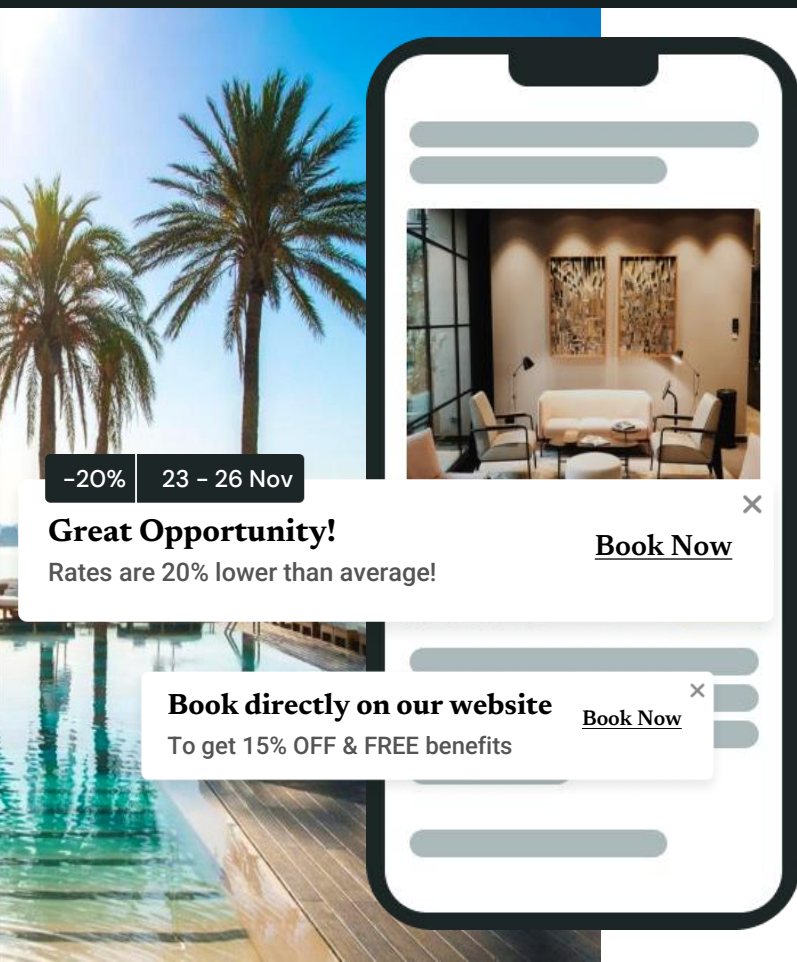 -20% 23 - 26 Nov
Great Opportunity!
Rates are 20% lower than average!
Book Now
Book directly on our website
To get 15% OFF & FREE benefits
Book Now